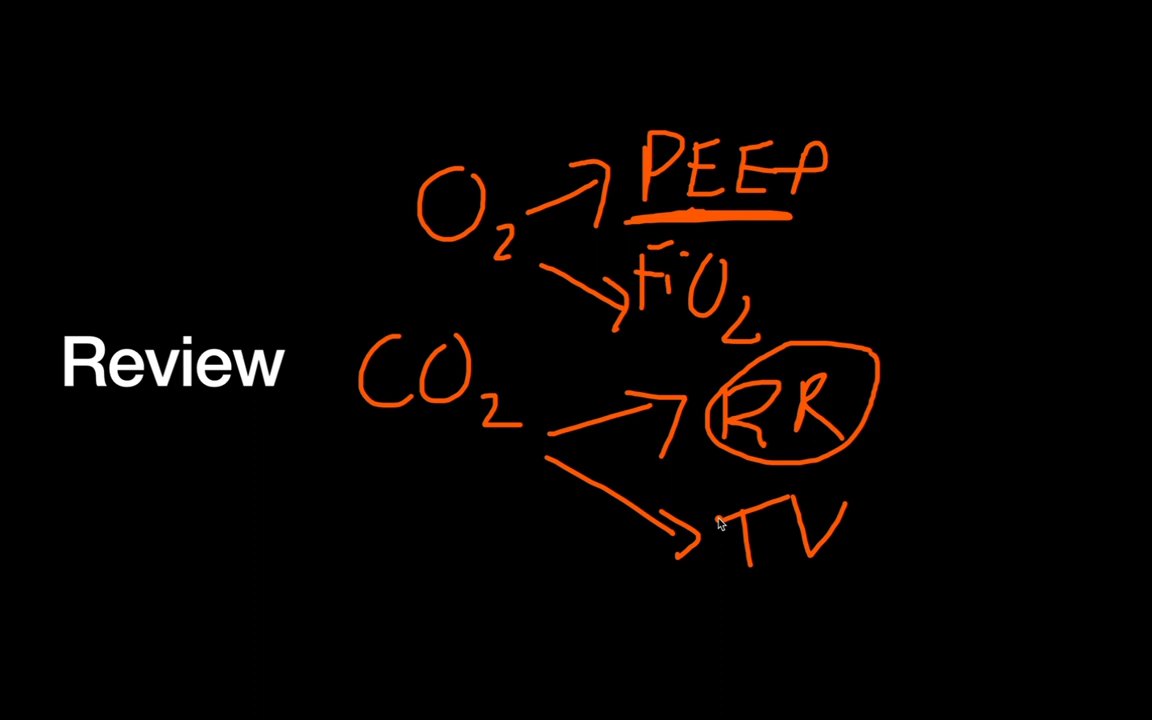 O₂ → PEEP
→ FiO₂
Review
CO₂ → RR
→ TV